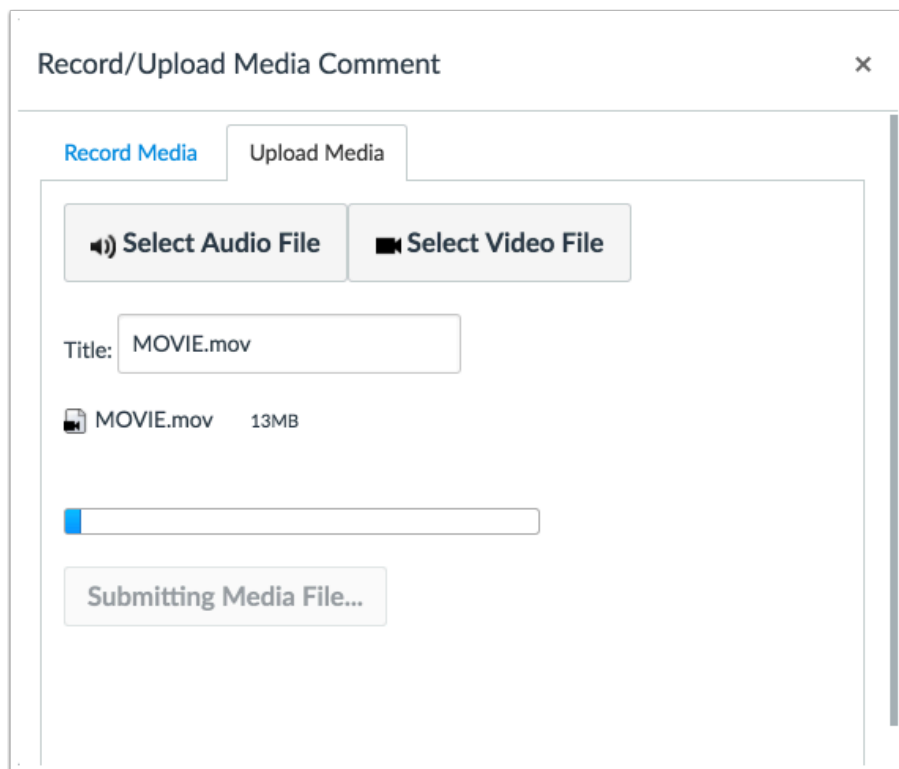 Record/Upload Media Comment ×
Record Media Upload Media
Select Audio File Select Video File
Title: MOVIE.mov
MOVIE.mov 13MB
Submitting Media File...